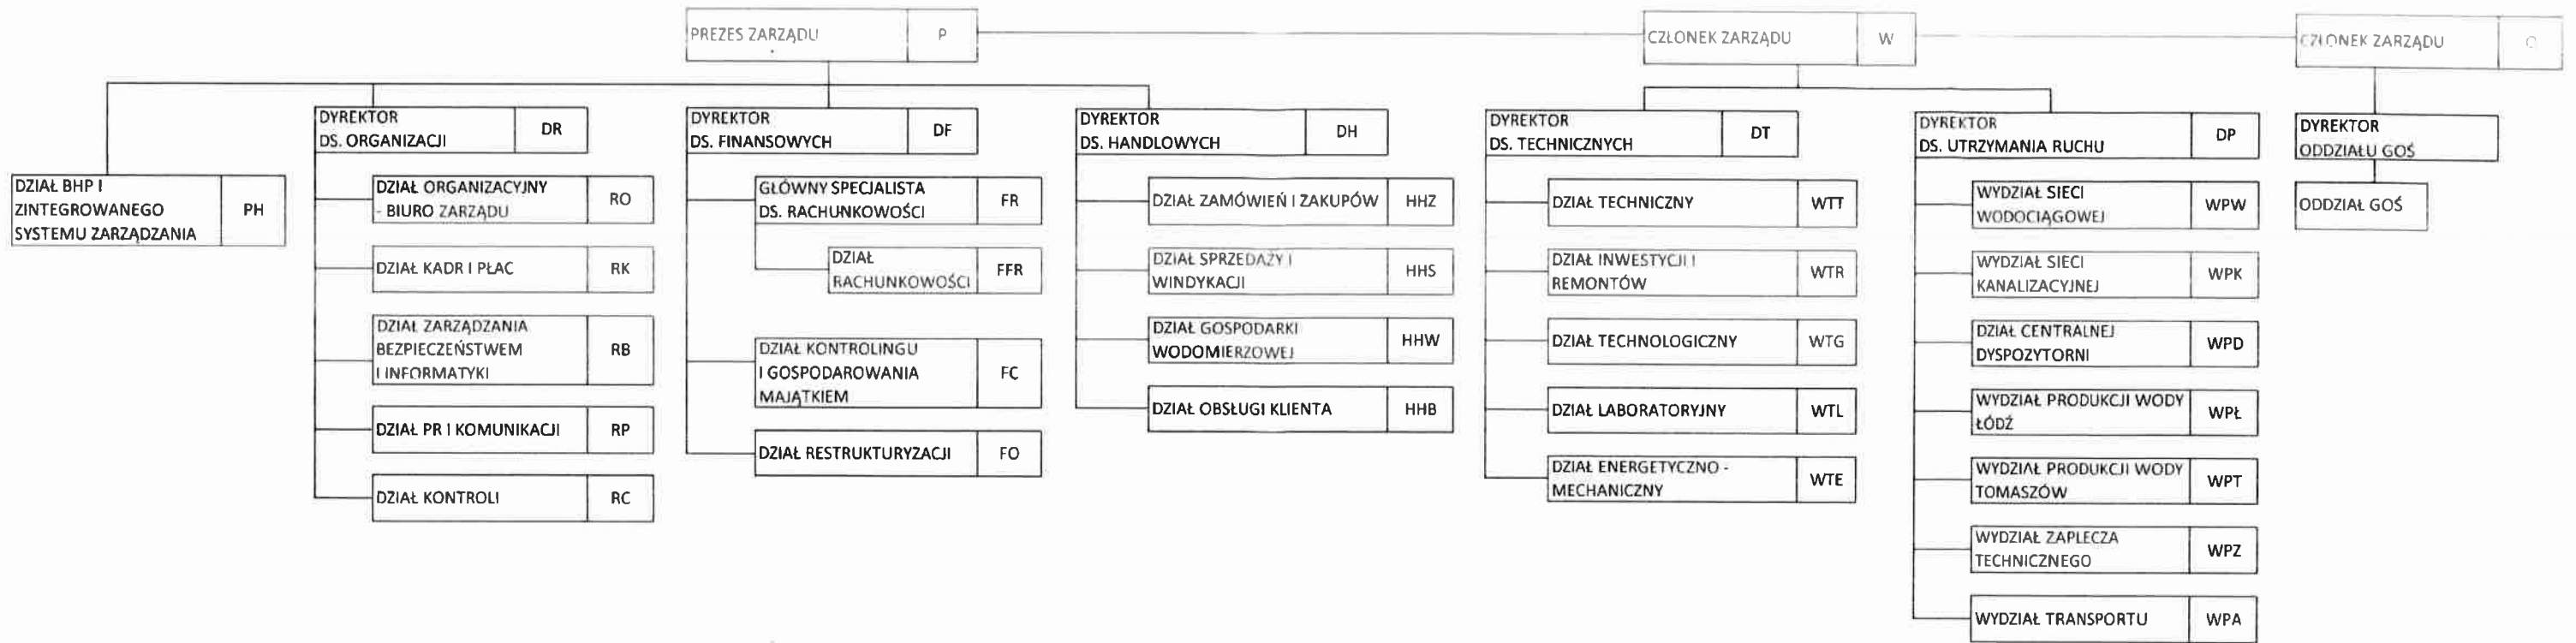 PREZES ZARZĄDU P
CZŁONEK ZARZĄDU W
CZŁONEK ZARZĄDU
DZIAŁ BHP I
ZINTEGROWANEGO
SYSTEMU ZARZĄDZANIA
PH
DYREKTOR
DS. ORGANIZACJI
DR
DZIAŁ ORGANIZACYJNY
- BIURO ZARZĄDU
RO
DZIAŁ KADR I PŁAC RK
DZIAŁ ZARZĄDZANIA
BEZPIECZEŃSTWEM
I INFORMATYKI
RB
DZIAŁ PR I KOMUNIKACJI RP
DZIAŁ KONTROLI RC
DYREKTOR
DS. FINANSOWYCH
DF
GŁÓWNY SPECJALISTA
DS. RACHUNKOWOŚCI
FR
DZIAŁ
RACHUNKOWOŚCI
FFR
DZIAŁ KONTROLINGU
I GOSPODAROWANIA
MAJĄTKIEM
FC
DZIAŁ RESTRUKTURYZACJI FO
DYREKTOR
DS. HANDLOWYCH
DH
DZIAŁ ZAMÓWIEŃ I ZAKUPÓW HHZ
DZIAŁ SPRZEDAŻY I
WINDYKACJI
HHS
DZIAŁ GOSPODARKI
WODOMIERZOWEJ
HHW
DZIAŁ OBSŁUGI KLIENTA HHB
DYREKTOR
DS. TECHNICZNYCH
DT
DZIAŁ TECHNICZNY WTT
DZIAŁ INWESTYCJI I
REMONTÓW
WTR
DZIAŁ TECHNOLOGICZNY WTG
DZIAŁ LABORATORYJNY WTL
DZIAŁ ENERGETYCZNO -
MECHANICZNY
WTE
DYREKTOR
DS. UTRZYMANIA RUCHU
DP
WYDZIAŁ SIECI
WODOCIĄGOWEJ
WPW
WYDZIAŁ SIECI
KANALIZACYJNEJ
WPK
DZIAŁ CENTRALNEJ
DYSPOZYTORNI
WPD
WYDZIAŁ PRODUKCJI WODY
ŁÓDŹ
WPŁ
WYDZIAŁ PRODUKCJI WODY
TOMASZÓW
WPT
WYDZIAŁ ZAPLECZA
TECHNICZNEGO
WPZ
WYDZIAŁ TRANSPORTU WPA
DYREKTOR
ODDZIAŁU GOŚ
ODDZIAŁ GOŚ